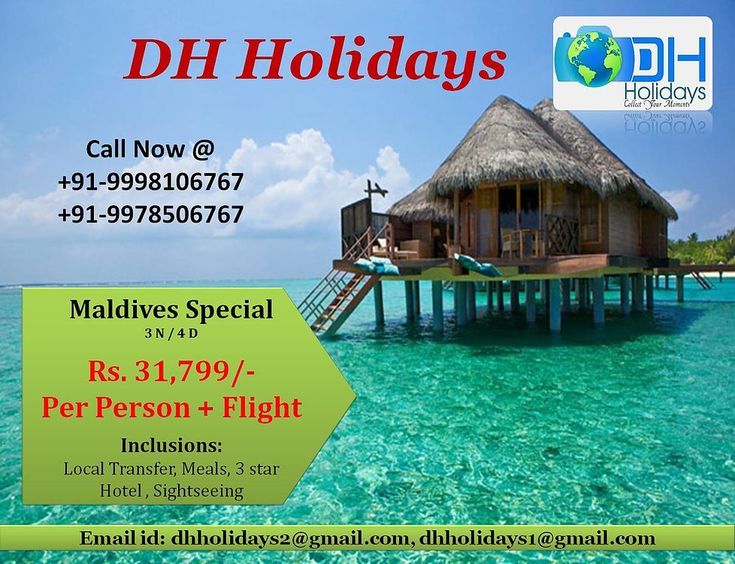 DH Holidays
DH
Holidays
Collect Your Moments
Call Now @
+91-9998106767
+91-9978506767
Maldives Special
3 N / 4 D
Rs. 31,799/-
Per Person + Flight
Inclusions:
Local Transfer, Meals, 3 star
Hotel , Sightseeing
Email id: dhholidays2@gmail.com, dhholidays1@gmail.com